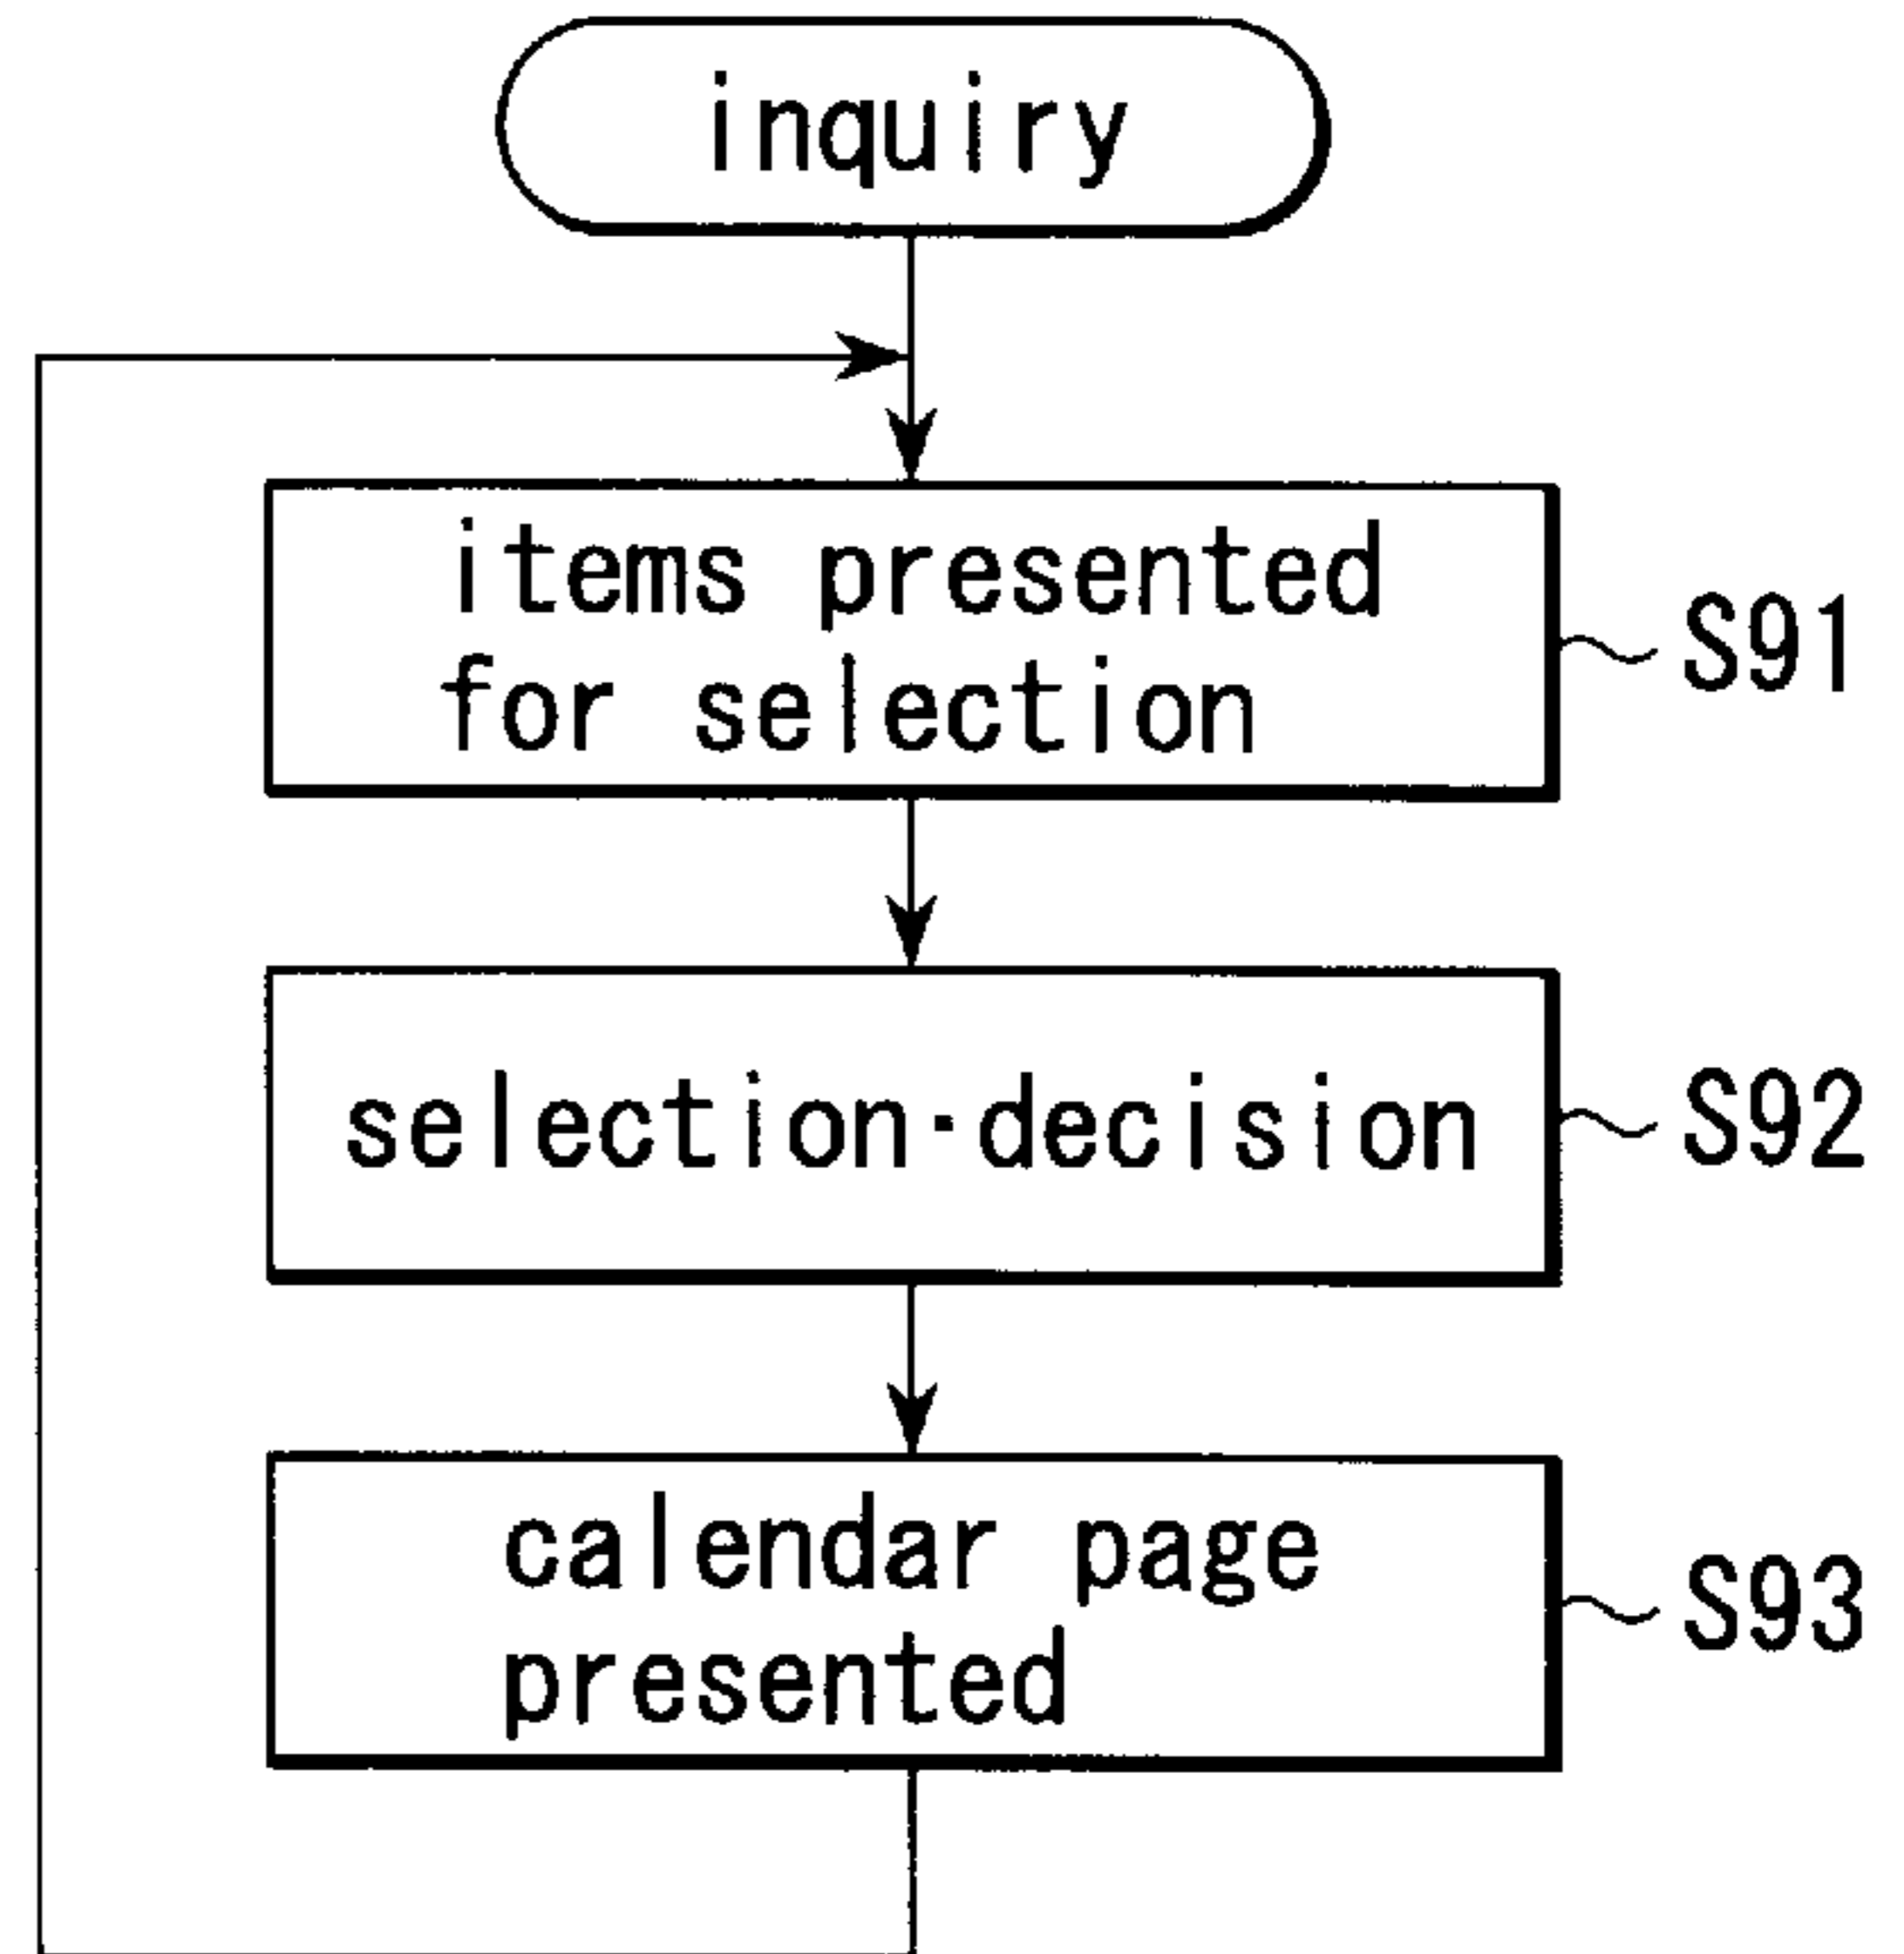 inquiry
items presented
for selection
S91
selection·decision
S92
calendar page
presented
S93